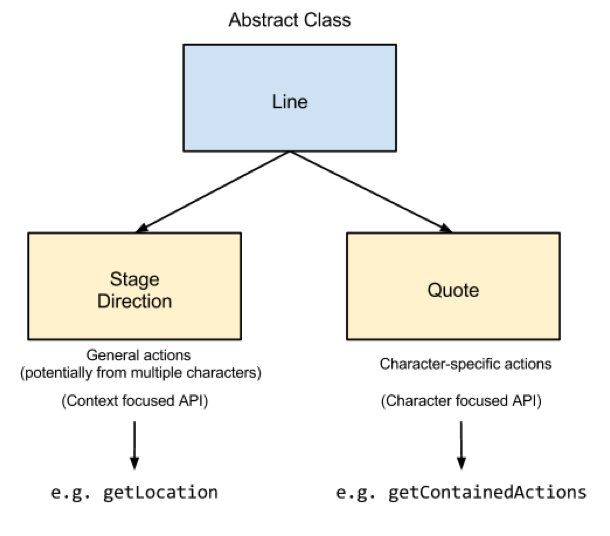 Abstract Class
Line
Stage
Direction
General actions
(potentially from multiple characters)
(Context focused API)
e.g. getLocation
Quote
Character-specific actions
(Character focused API)
e.g. getContainedActions